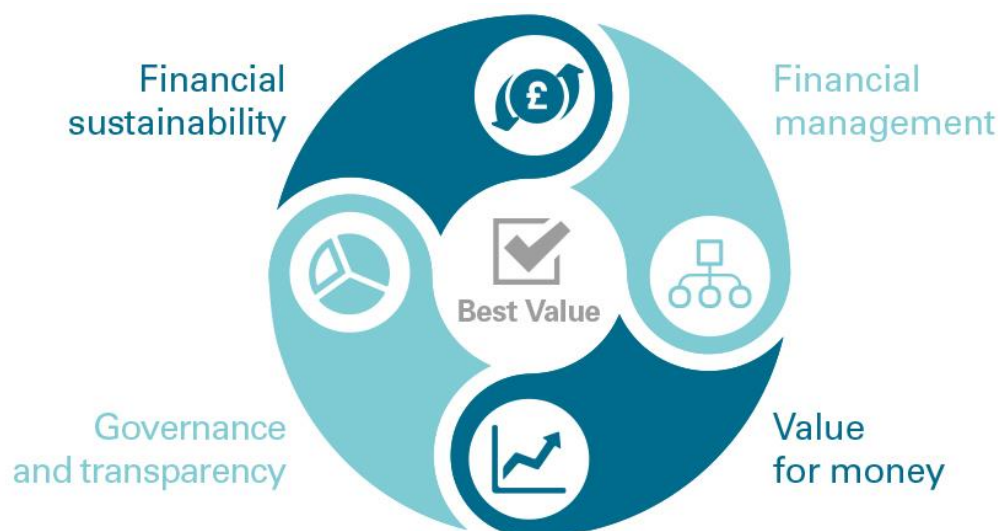 Financial
sustainability
Financial
management
£
Best Value
Governance
and transparency
Value
for money